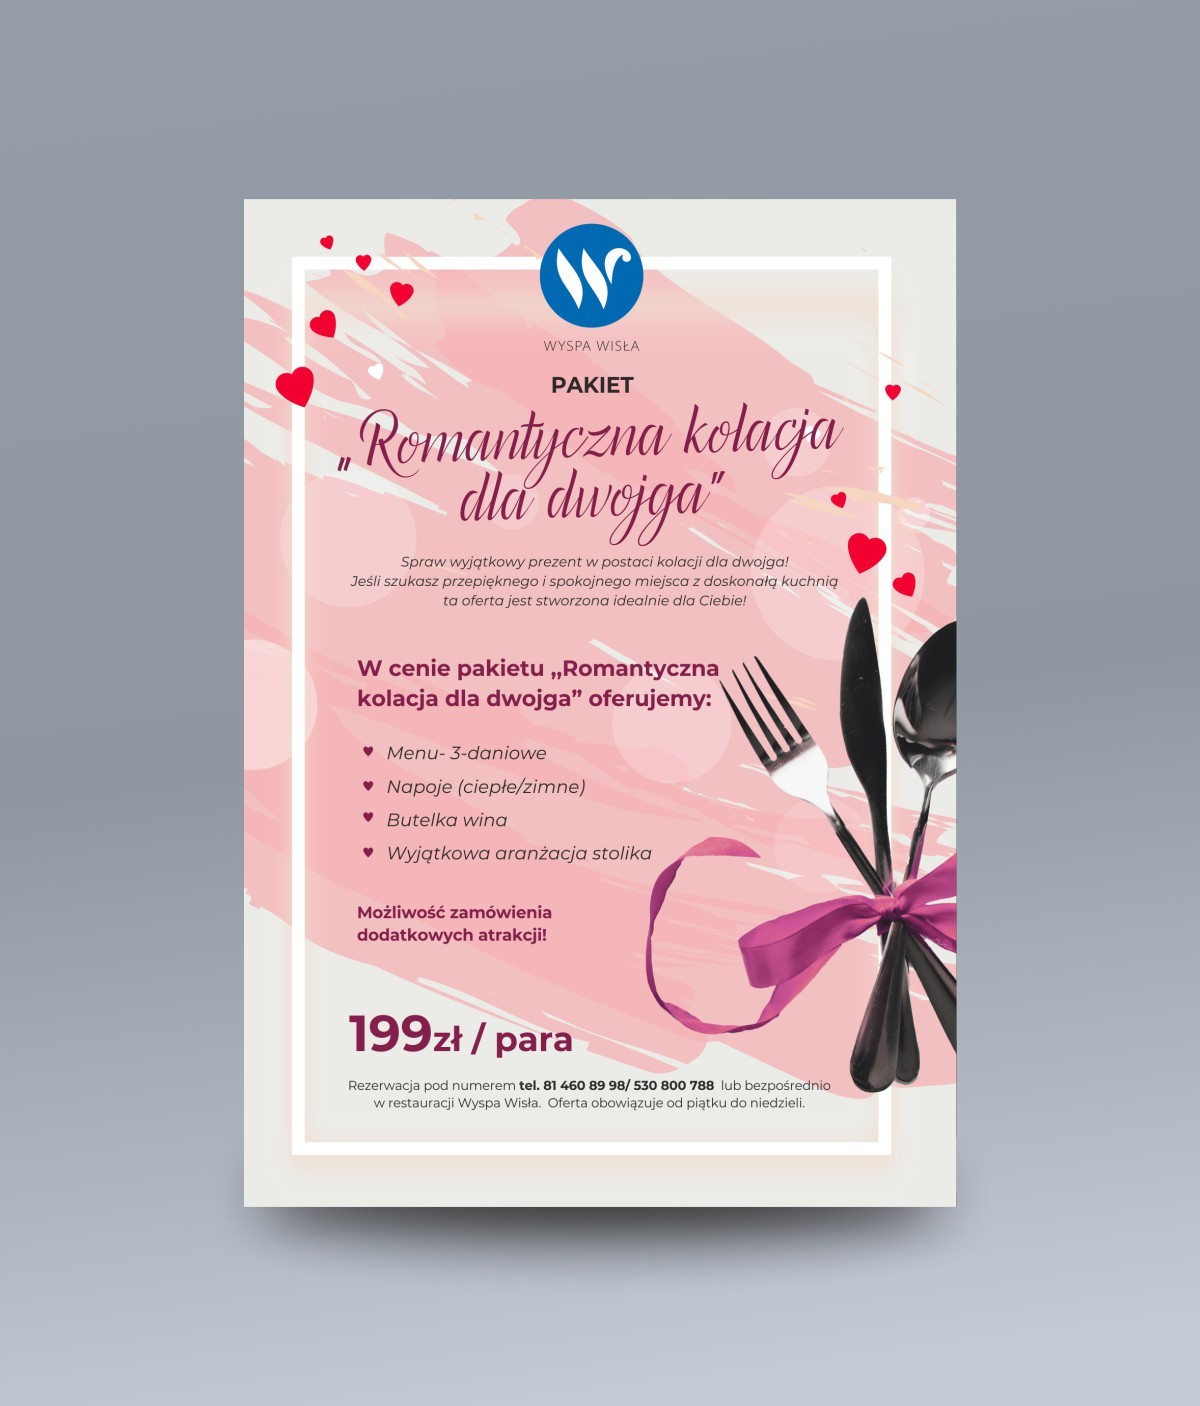 WYSPA WISŁA
PAKIET
„Romantyczna kolacja
dla dwojga”
Spraw wyjątkowy prezent w postaci kolacji dla dwojga!
Jeśli szukasz przepięknego i spokojnego miejsca z doskonałą kuchnią
ta oferta jest stworzona idealnie dla Ciebie!
W cenie pakietu ,,Romantyczna
kolacja dla dwojga” oferujemy:
Menu- 3-daniowe
Napoje (ciepłe/zimne)
Butelka wina
Wyjątkowa aranżacja stolika
Możliwość zamówienia
dodatkowych atrakcji!
199zł / para
Rezerwacja pod numerem tel. 81 460 89 98/ 530 800 788 lub bezpośrednio
w restauracji Wyspa Wisła. Oferta obowiązuje od piątku do niedzieli.